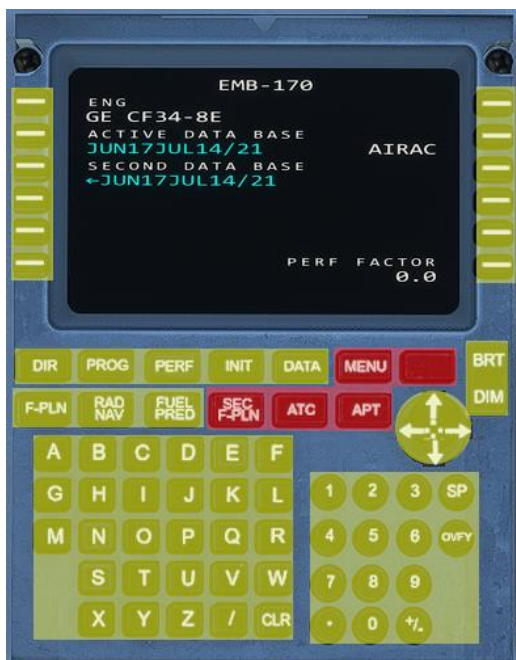 EMB-170
ENG
GE CF34-8E
ACTIVE DATA BASE
JUN17JUL14/21 AIRAC
SECOND DATA BASE
←JUN17JUL14/21
PERF FACTOR
0.0
DIR PROG PERF INIT DATA MENU BRT
F-PLN RAD NAV FUEL PRED SEC F-PLN ATC APT DIM
A B C D E F
G H I J K L 1 2 3 SP
M N O P Q R 4 5 6 OVFY
S T U V W 7 8 9
X Y Z / CLR . 0 +/-